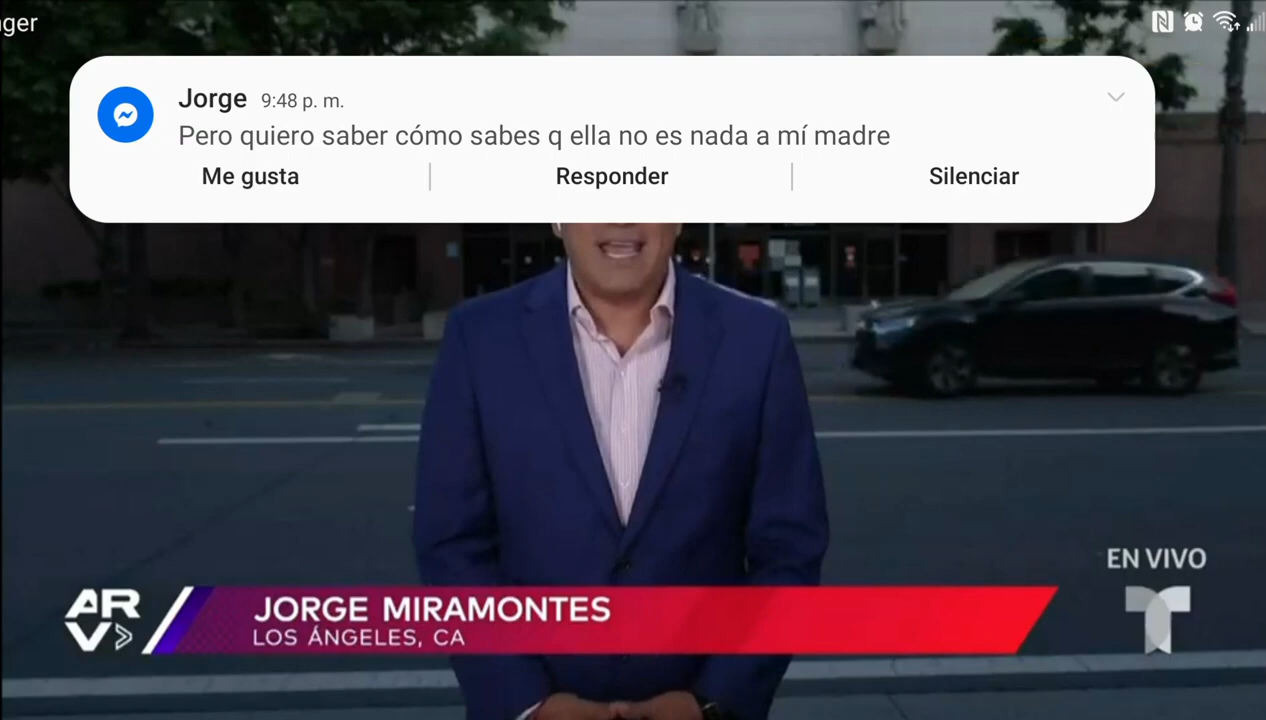 ger
Jorge 9:48 p. m.
Pero quiero saber cómo sabes q ella no es nada a mí madre
Me gusta
Responder
Silenciar
EN VIVO
ARV
JORGE MIRAMONTES
LOS ÁNGELES, CA